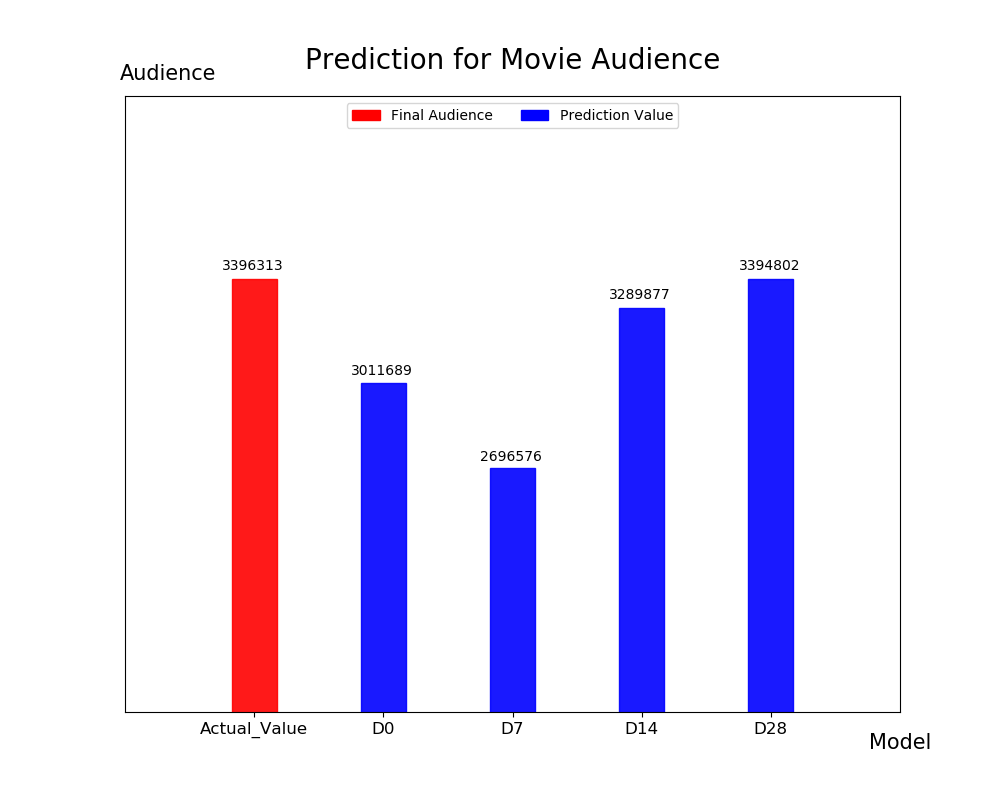 Prediction for Movie Audience
Audience
Final Audience
Prediction Value
3396313
3011689
2696576
3289877
3394802
Actual_Value
D0
D7
D14
D28
Model